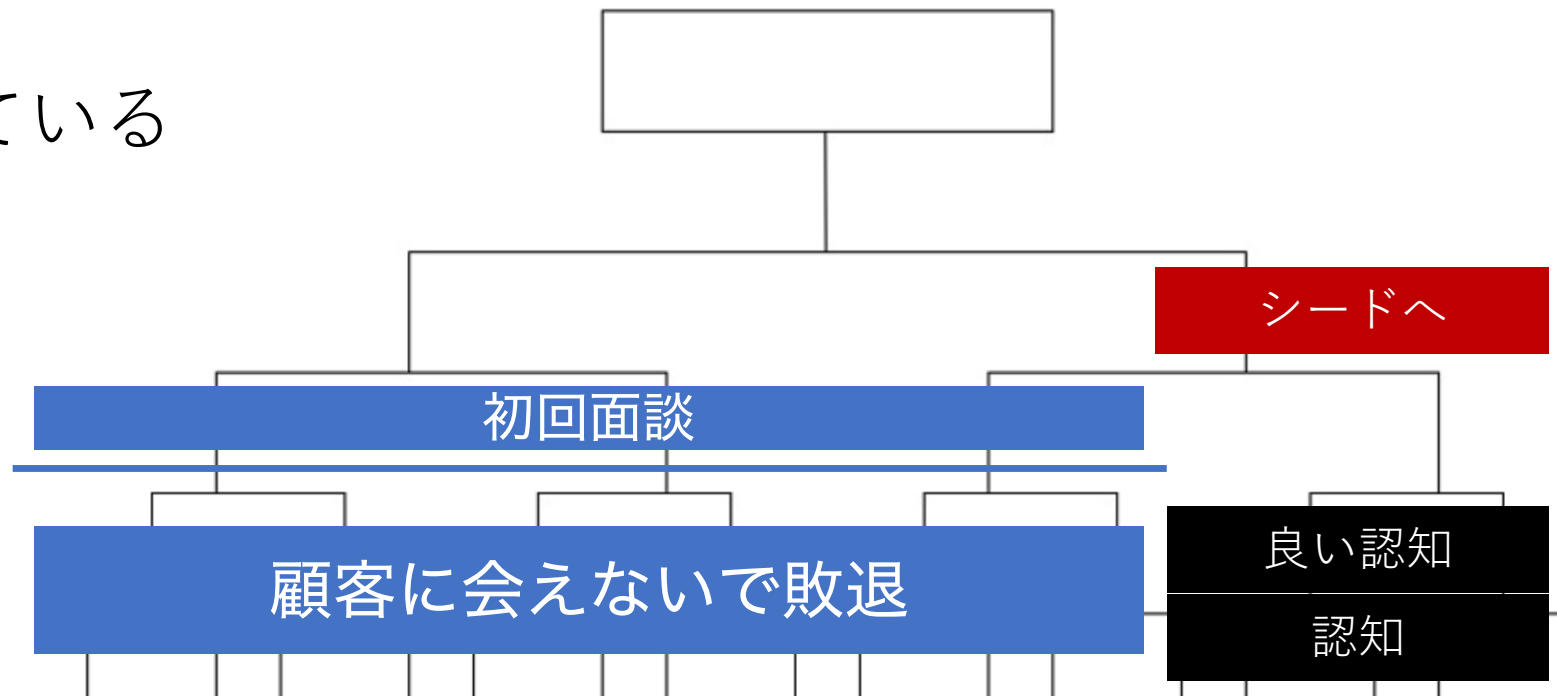 ている
シードへ
初回面談
良い認知
顧客に会えないで敗退
認知